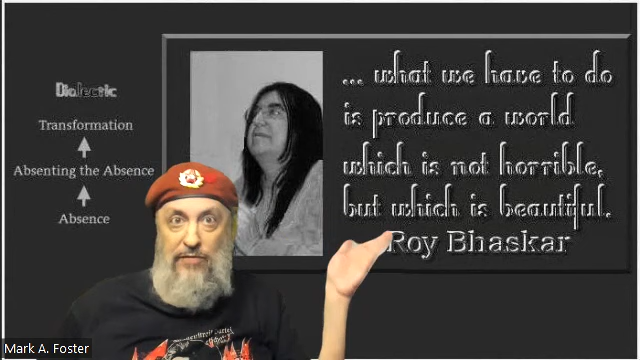 Dialectic
Transformation
Absenting the Absence
Absence
... what we have to do
is produce a world
which is not horrible,
but which is beautiful.
Roy Bhaskar
Mark A. Foster